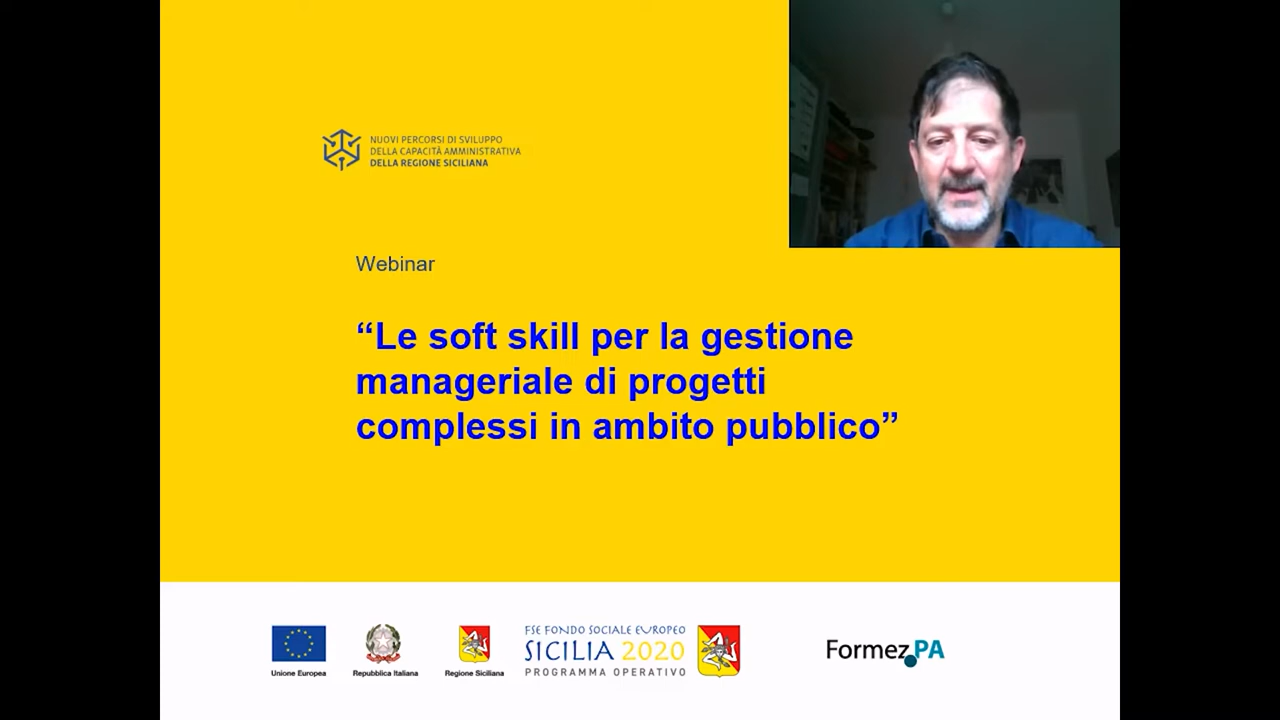 NUOVI PERCORSI DI SVILUPPO
DELLA CAPACITÀ AMMINISTRATIVA
DELLA REGIONE SICILIANA
Webinar
“Le soft skill per la gestione
manageriale di progetti
complessi in ambito pubblico”
Unione Europea
Repubblica Italiana
Regione Siciliana
FSE FONDO SOCIALE EUROPEO
SICILIA 2020
PROGRAMMA OPERATIVO
Formez PA